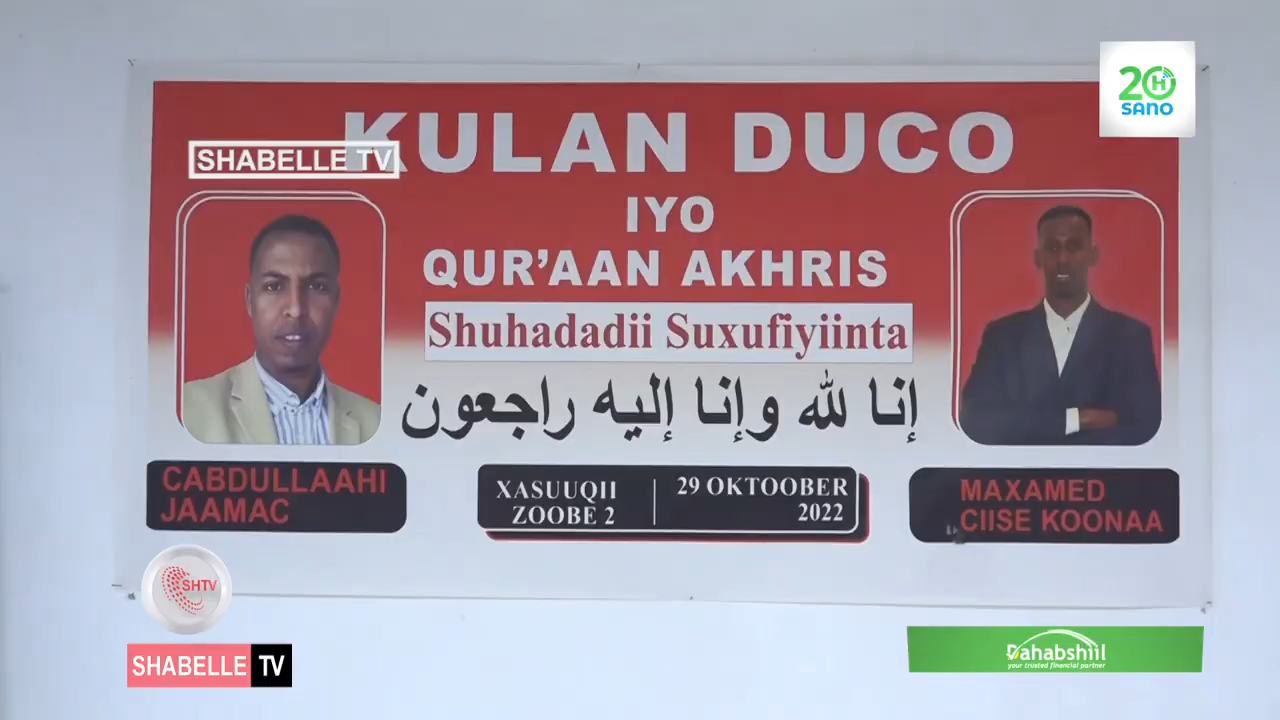 20H
SANO
KULAN DUCO
SHABELLE TV
IYO
QUR'AAN AKHRIS
Shuhadadii Suxufiyiinta
إنا لله وإنا إليه راجعون
CABDULLAAHI
JAAMAC
XASUUQII
ZOOBE 2
29 OKTOOBER
2022
MAXAMED
CIISE KOONAA
SHTV
SHABELLE TV
Dahabshiil
your trusted financial partner